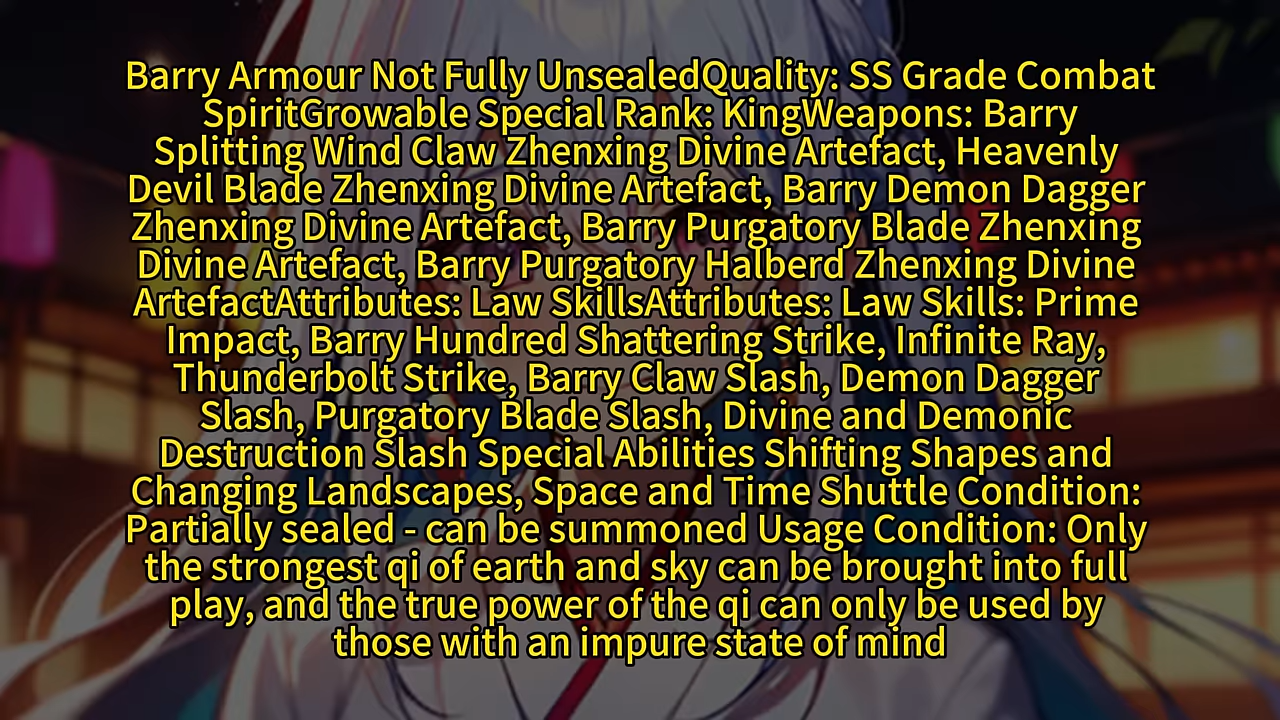 Barry Armour Not Fully UnsealedQuality: SS Grade Combat
SpiritGrowable Special Rank: KingWeapons: Barry
Splitting Wind Claw Zhenxing Divine Artefact, Heavenly
Devil Blade Zhenxing Divine Artefact, Barry Demon Dagger
Zhenxing Divine Artefact, Barry Purgatory Blade Zhenxing
Divine Artefact, Barry Purgatory Halberd Zhenxing Divine
ArtefactAttributes: Law SkillsAttributes: Law Skills: Prime
Impact, Barry Hundred Shattering Strike, Infinite Ray,
Thunderbolt Strike, Barry Claw Slash, Demon Dagger
Slash, Purgatory Blade Slash, Divine and Demonic
Destruction Slash Special Abilities Shifting Shapes and
Changing Landscapes, Space and Time Shuttle Condition:
Partially sealed - can be summoned Usage Condition: Only
the strongest qi of earth and sky can be brought into full
play, and the true power of the qi can only be used by
those with an impure state of mind